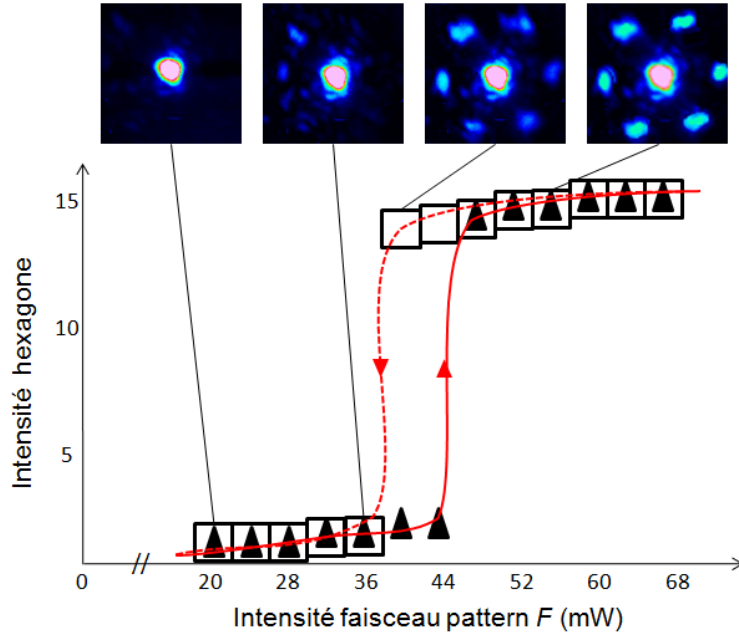 15
10
5
Intensité hexagone
0 // 20 28 36 44 52 60 68
Intensité faisceau pattern F (mW)